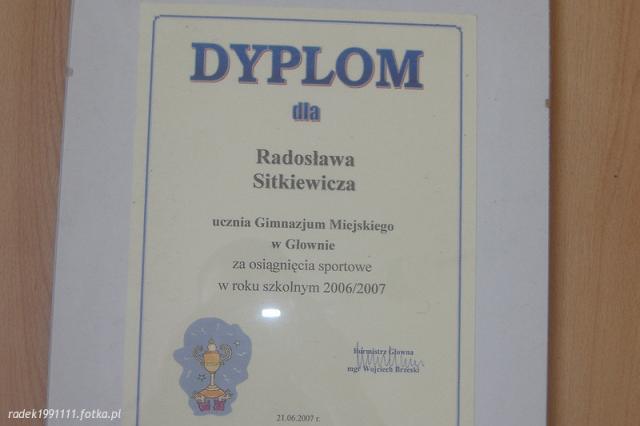 DYPLOM
dla
Radosława
Sitkiewicza
ucznia Gimnazjum Miejskiego
w Głownie
za osiągnięcia sportowe
w roku szkolnym 2006/2007
Burmistrz Głowna
mgr Wojciech Brzeski
21.06.2007 r.
radek1991111.fotka.pl